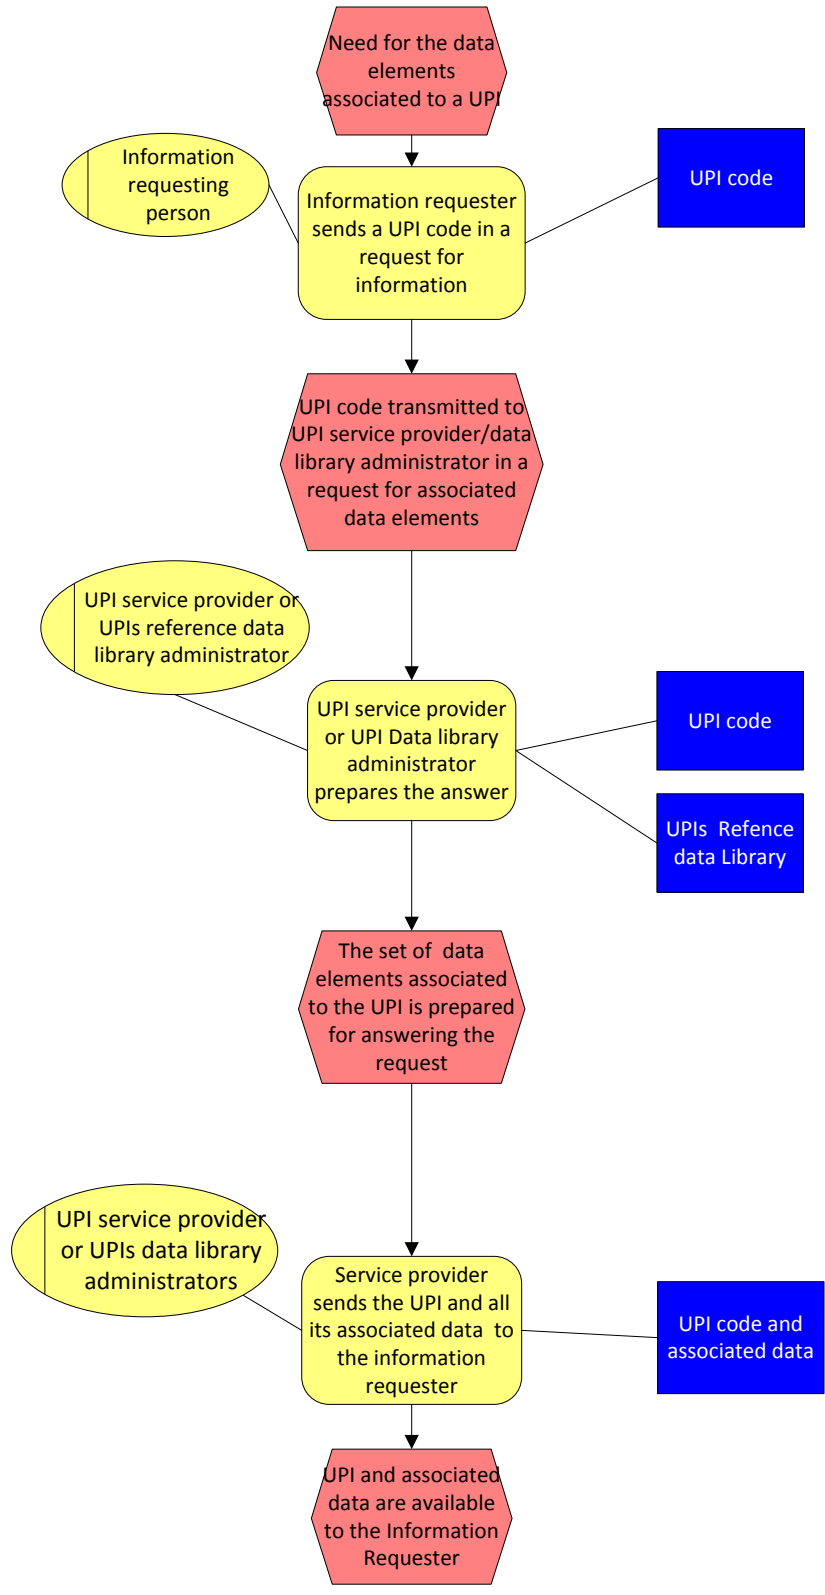 Need for the data
elements
associated to a UPI
Information
requesting
person
Information requester
sends a UPI code in a
request for
information
UPI code
UPI code transmitted to
UPI service provider/data
library administrator in a
request for associated
data elements
UPI service provider or
UPIs reference data
library administrator
UPI service provider
or UPI Data library
administrator
prepares the answer
UPI code
UPIs  Refence
data Library
The set of  data
elements associated
to the UPI is prepared
for answering the
request
UPI service provider
or UPIs data library
administrators
Service provider
sends the UPI and all
its associated data  to
the information
requester
UPI code and
associated data
UPI and associated
data are available
to the Information
Requester